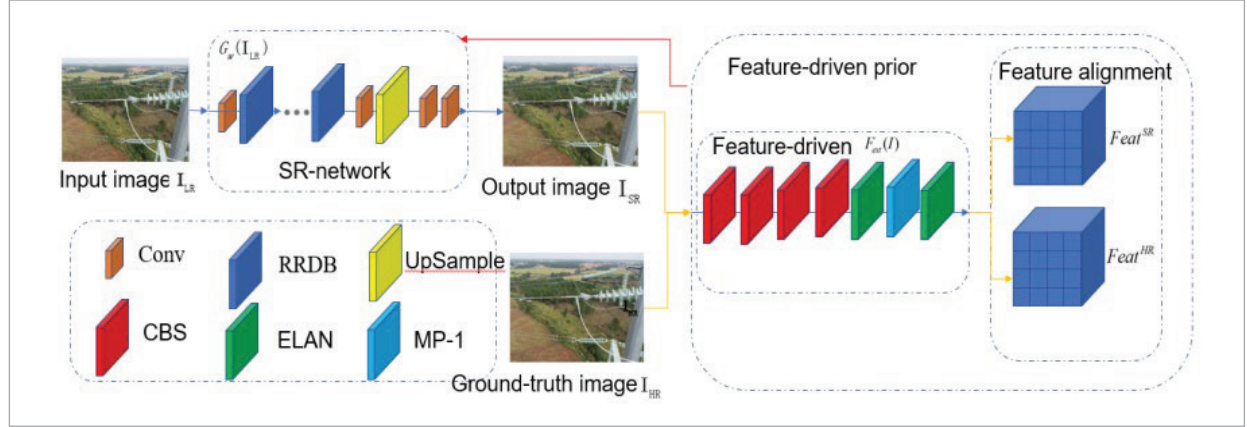 G_w(I_LR)
SR-network
Input image I_LR
Output image I_SR
Conv
RRDB
UpSample
CBS
ELAN
MP-1
Ground-truth image I_HR
Feature-driven prior
Feature-driven F_ext(I)
Feature alignment
Feat^SR
Feat^HR